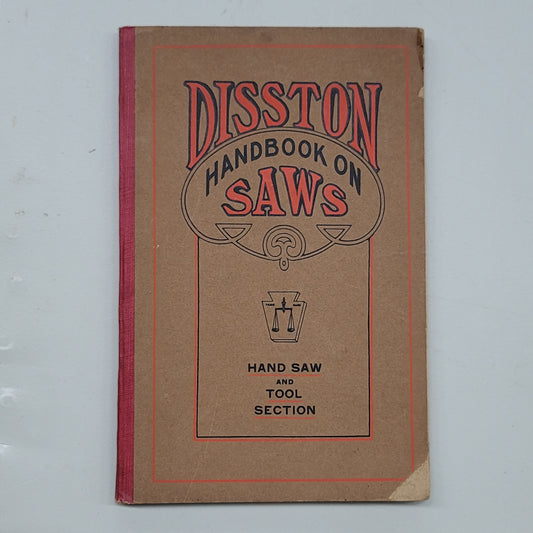 DISSTON
HANDBOOK ON
SAWS
HAND SAW
AND
TOOL
SECTION